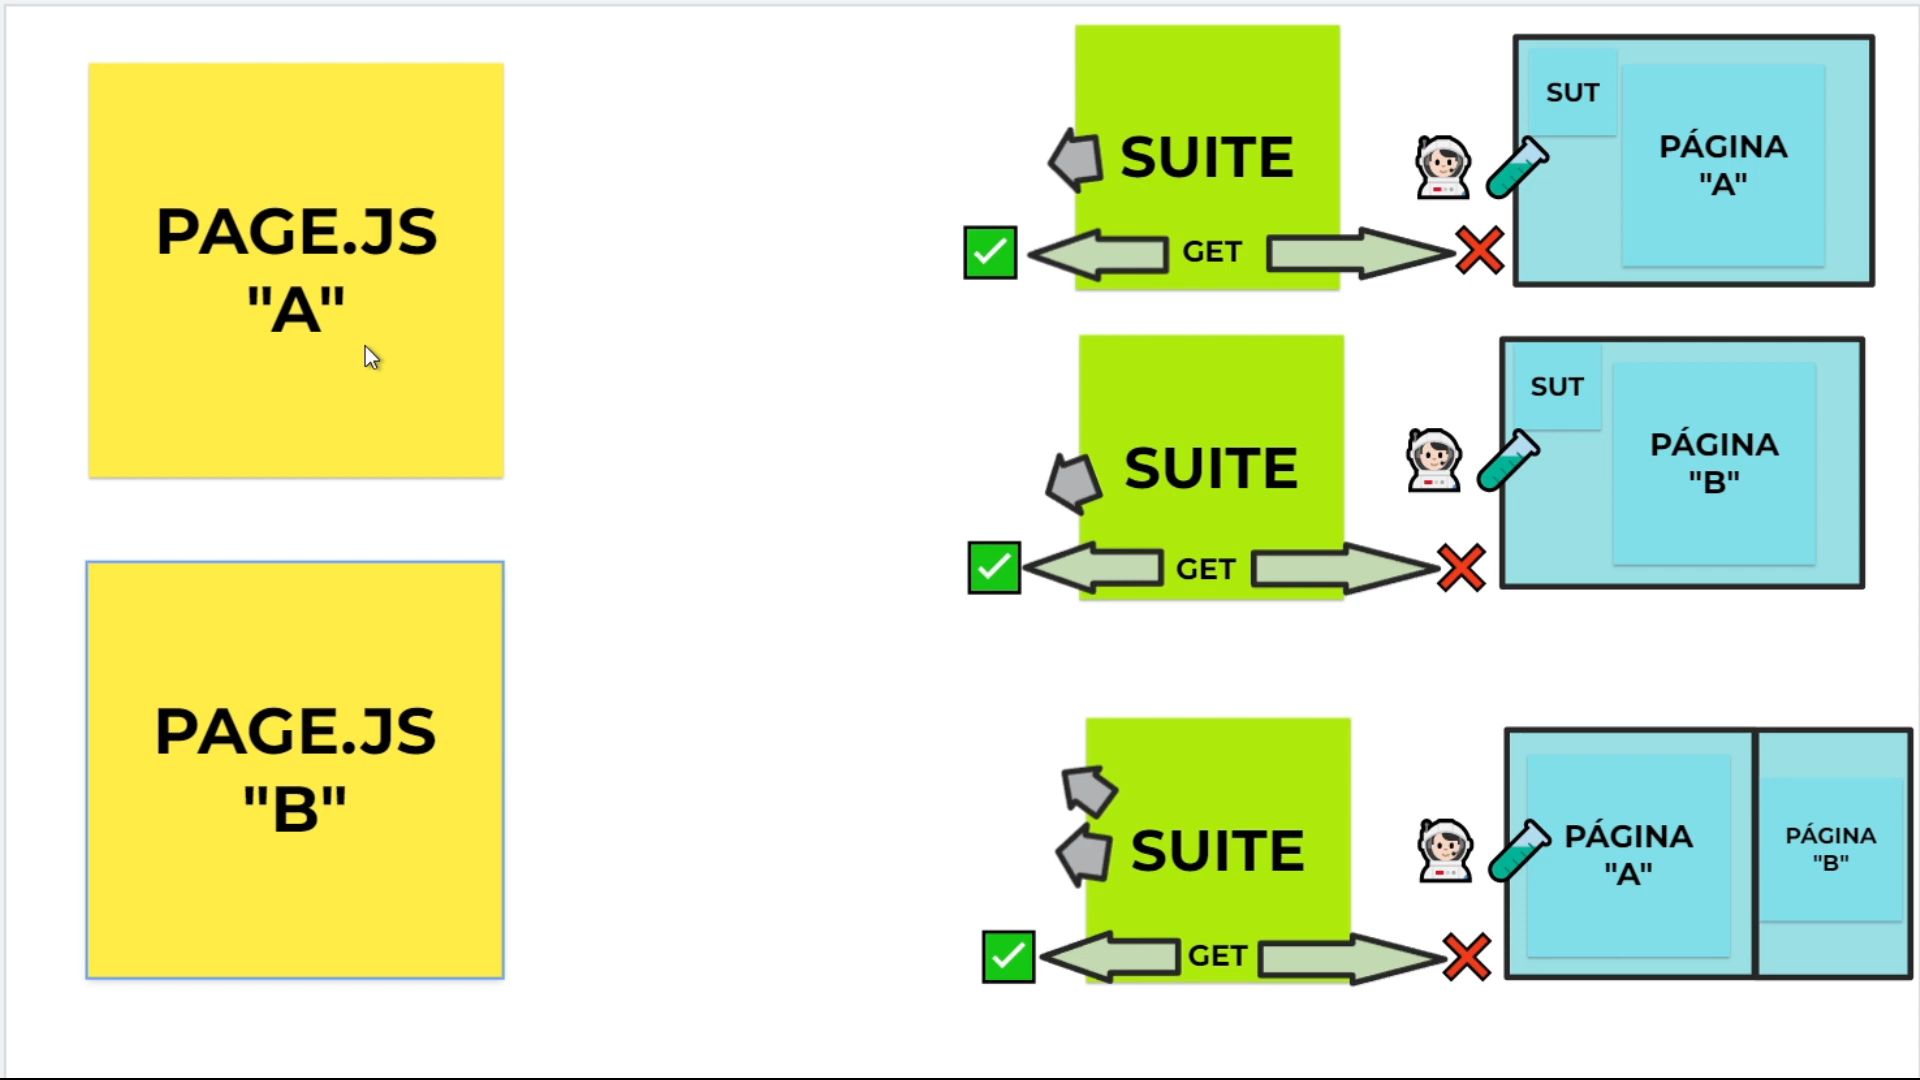 PAGE.JS
"A"
PAGE.JS
"B"
SUITE
GET
SUT
PÁGINA
"A"
SUITE
GET
SUT
PÁGINA
"B"
SUITE
GET
PÁGINA
"A"
PÁGINA
"B"